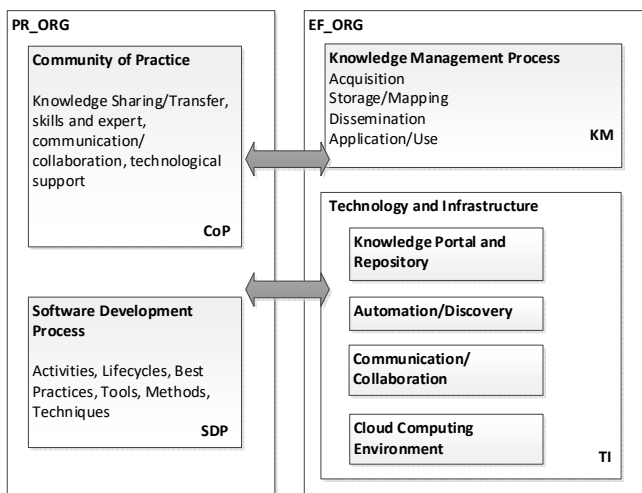 PR_ORG
Community of Practice
Knowledge Sharing/Transfer,
skills and expert,
communication/
collaboration, technological
support
CoP
Software Development
Process
Activities, Lifecycles, Best
Practices, Tools, Methods,
Techniques
SDP
EF_ORG
Knowledge Management Process
Acquisition
Storage/Mapping
Dissemination
Application/Use
KM
Technology and Infrastructure
Knowledge Portal and
Repository
Automation/Discovery
Communication/
Collaboration
Cloud Computing
Environment
TI